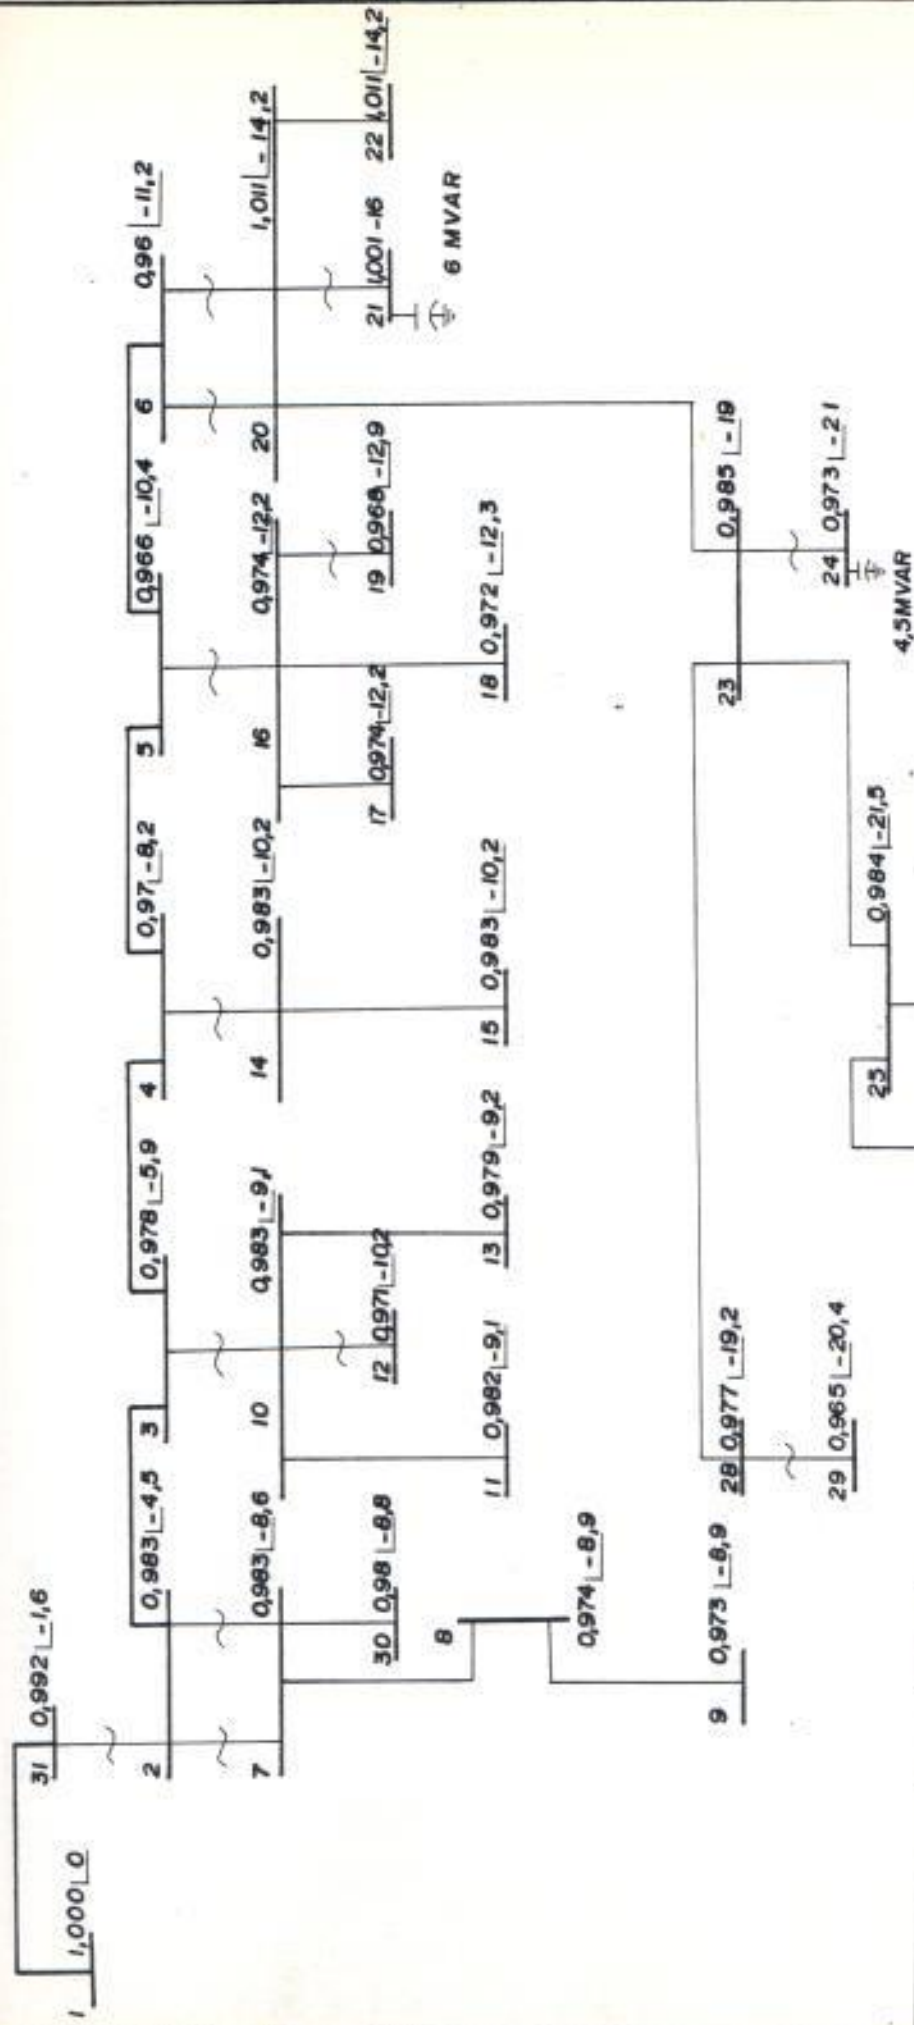 1 1,000 |0
31 0,992 |-1,6
2 0,983 |-4,5
3 0,978 |-5,9
4 0,97 |-8,2
5 0,966 |-10,4
6 0,96 |-11,2
7 0,983 |-8,6
10 0,983 |-9,1
14 0,983 |-10,2
16 0,974 |-12,2
20 1,011 |-14,2
30 0,98 |-8,8
12 0,971 |-10,2
17 0,974 |-12,2
19 0,968 |-12,9
21 1,001 -16
22 1,011 |-14,2
6 MVAR
8
0,974 |-8,9
11 0,982 |-9,1
13 0,979 |-9,2
15 0,983 |-10,2
18 0,972 |-12,3
9 0,973 |-8,9
28 0,977 |-19,2
23 0,985 |-19
29 0,965 |-20,4
24 0,973 |-21
4,5MVAR
25 0,984 |-21,5